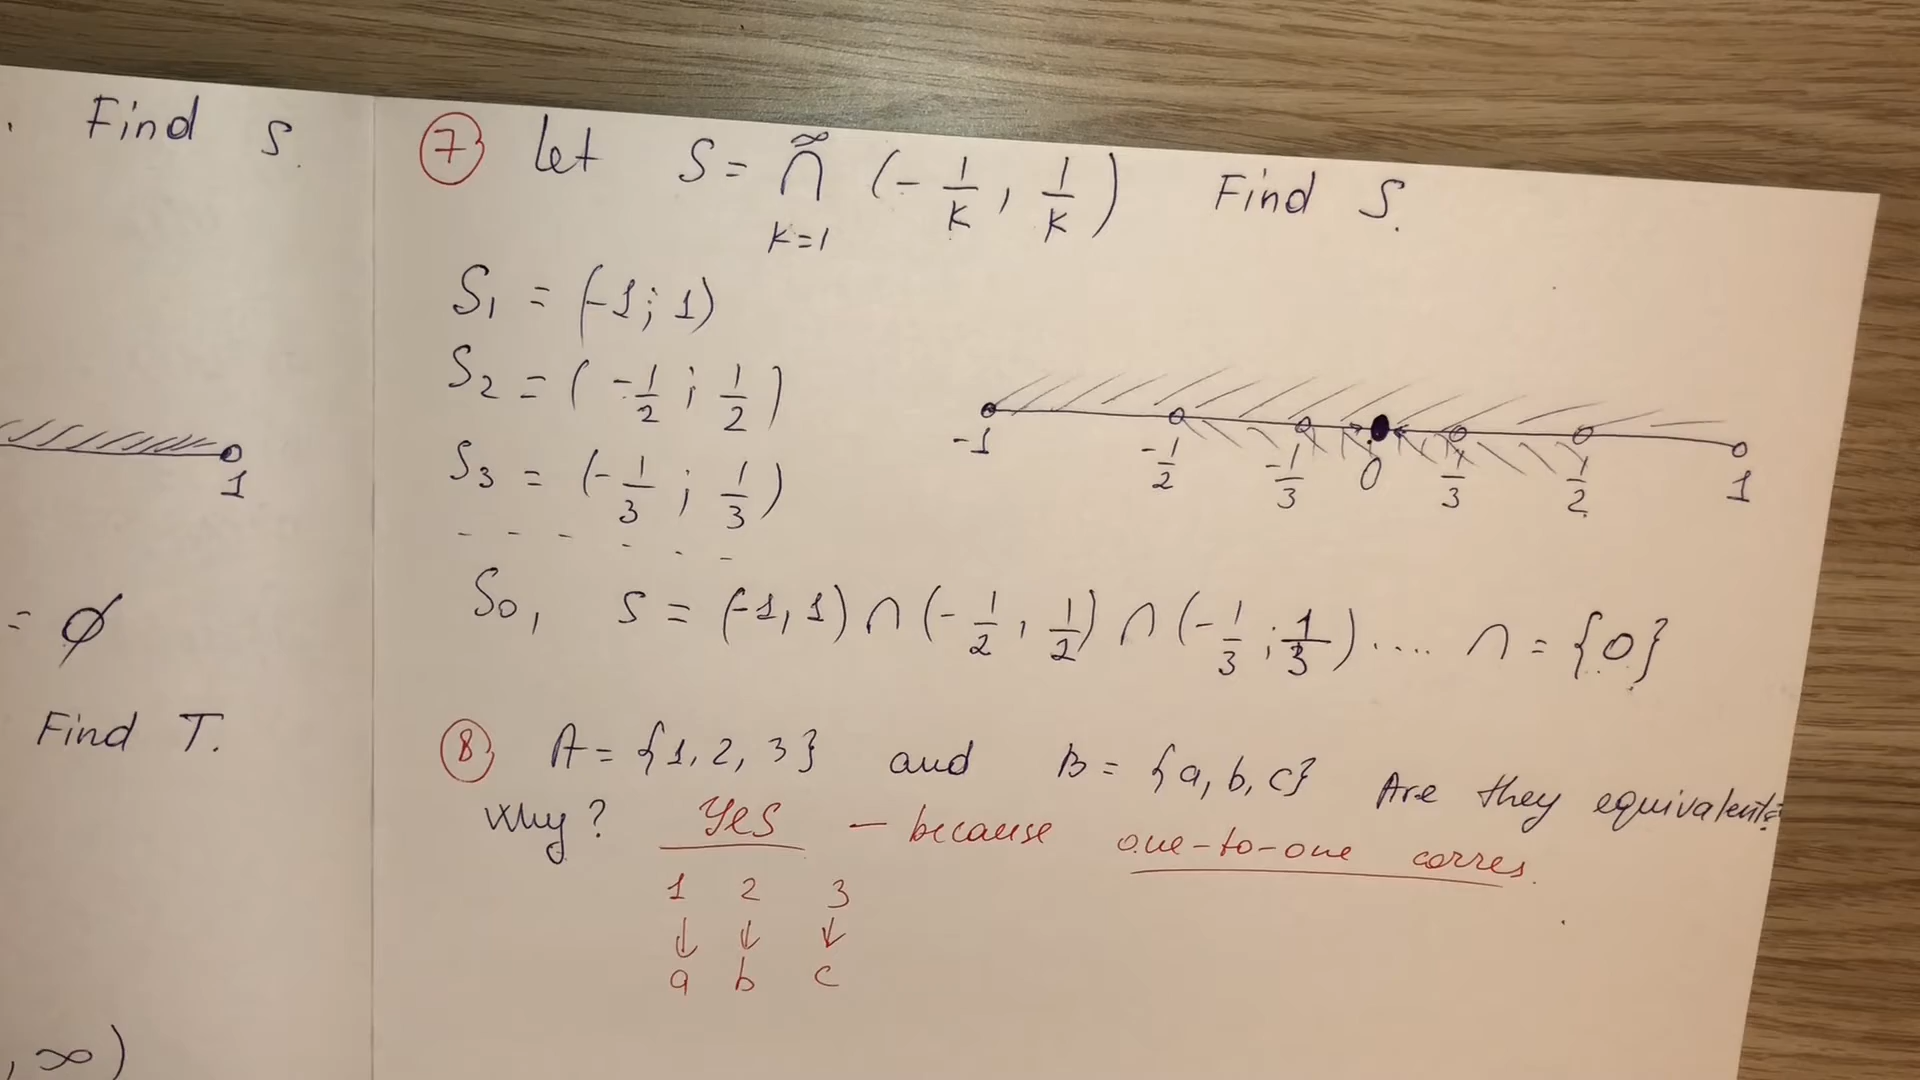 . Find S.
1
= ∅
Find T.
, ∞)
⑦ Let S = ∞⋂k=1 (- 1/k , 1/k) Find S.
S₁ = (-1; 1)
S₂ = ( -1/2 ; 1/2 )
S₃ = (- 1/3 ; 1/3 )
- - - - - -
-1 -1/2 -1/3 0 1/3 1/2 1
So, S = (-1, 1) ∩ (- 1/2 , 1/2) ∩ (- 1/3 ; 1/3) .... ∩ = {0}
⑧ A = {1, 2, 3} and B = {a, b, c} Are they equivalent?
Why? Yes — because one-to-one corres.
1 2 3
↓ ↓ ↓
a b c